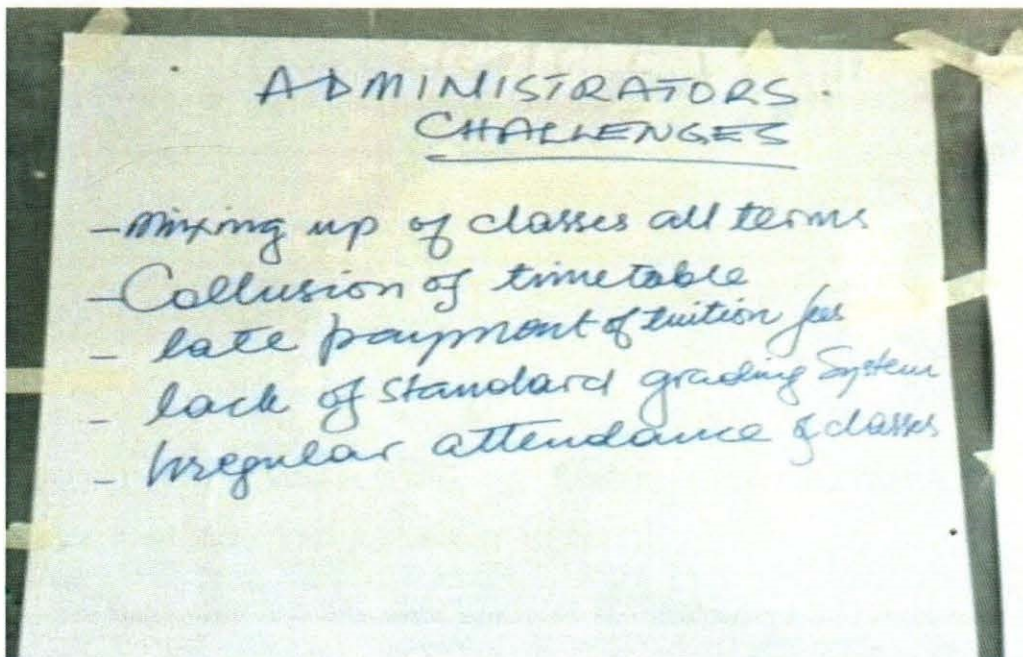 ADMINISTRATORS
CHALLENGES
- Mixing up of classes all terms
- Collusion of timetable
- late payment of tuition fees
- lack of standard grading System
- Irregular attendance of classes